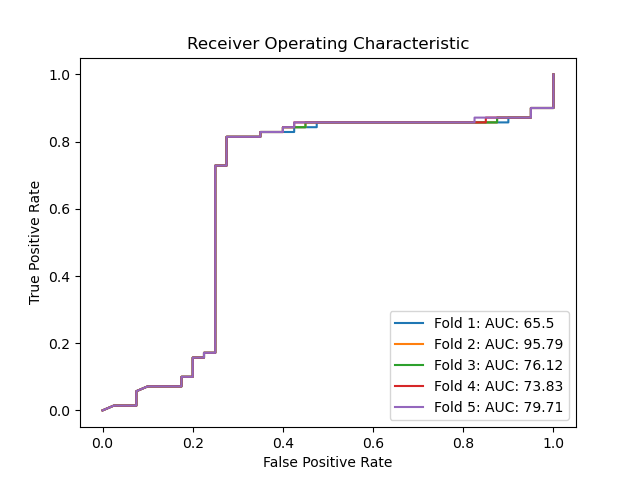 Receiver Operating Characteristic
1.0
0.8
0.6
0.4
0.2
0.0
True Positive Rate
Fold 1: AUC: 65.5
Fold 2: AUC: 95.79
Fold 3: AUC: 76.12
Fold 4: AUC: 73.83
Fold 5: AUC: 79.71
0.0 0.2 0.4 0.6 0.8 1.0
False Positive Rate